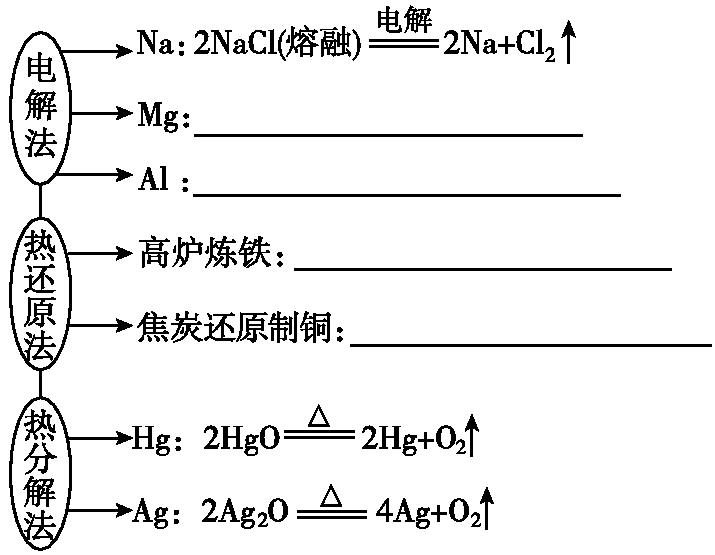 电解法
Na：2NaCl(熔融) 电解 2Na+Cl₂↑
Mg：
Al：
热还原法
高炉炼铁：
焦炭还原制铜：
热分解法
Hg：2HgO △ 2Hg+O₂↑
Ag：2Ag₂O △ 4Ag+O₂↑